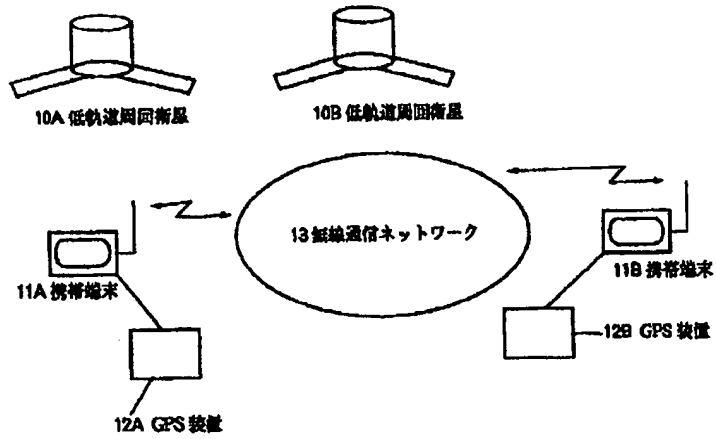 10A 低軌道周回衛星
10B 低軌道周回衛星
13 無線通信ネットワーク
11A 携帯端末
11B 携帯端末
12B GPS 装置
12A GPS 装置